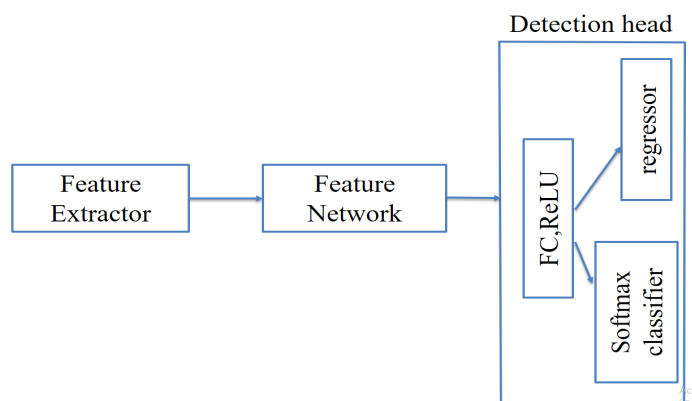 Detection head
Feature
Extractor
Feature
Network
FC,ReLU
regressor
Softmax
classifier